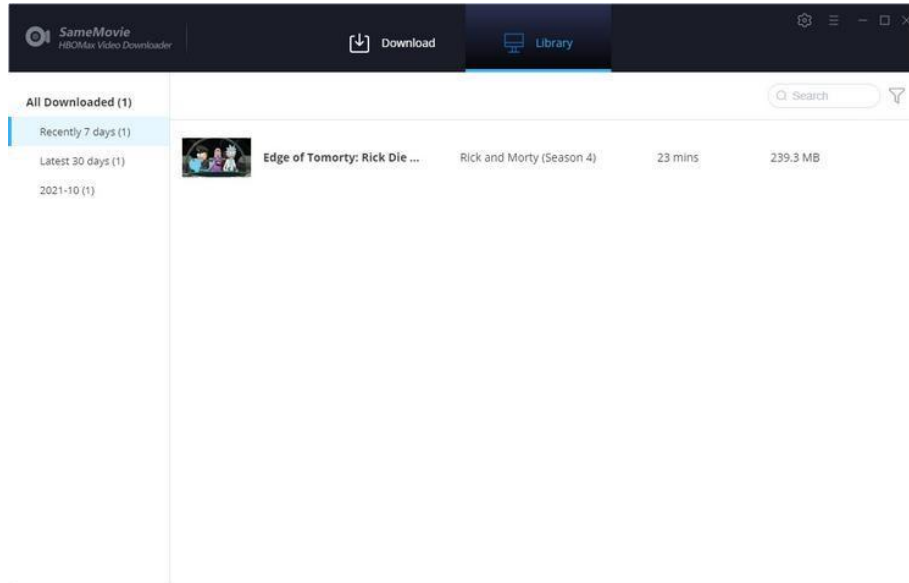 SameMovie
HBOMax Video Downloader
Download
Library
Search
All Downloaded (1)
Recently 7 days (1)
Latest 30 days (1)
2021-10 (1)
Edge of Tomorty: Rick Die ... Rick and Morty (Season 4) 23 mins 239.3 MB